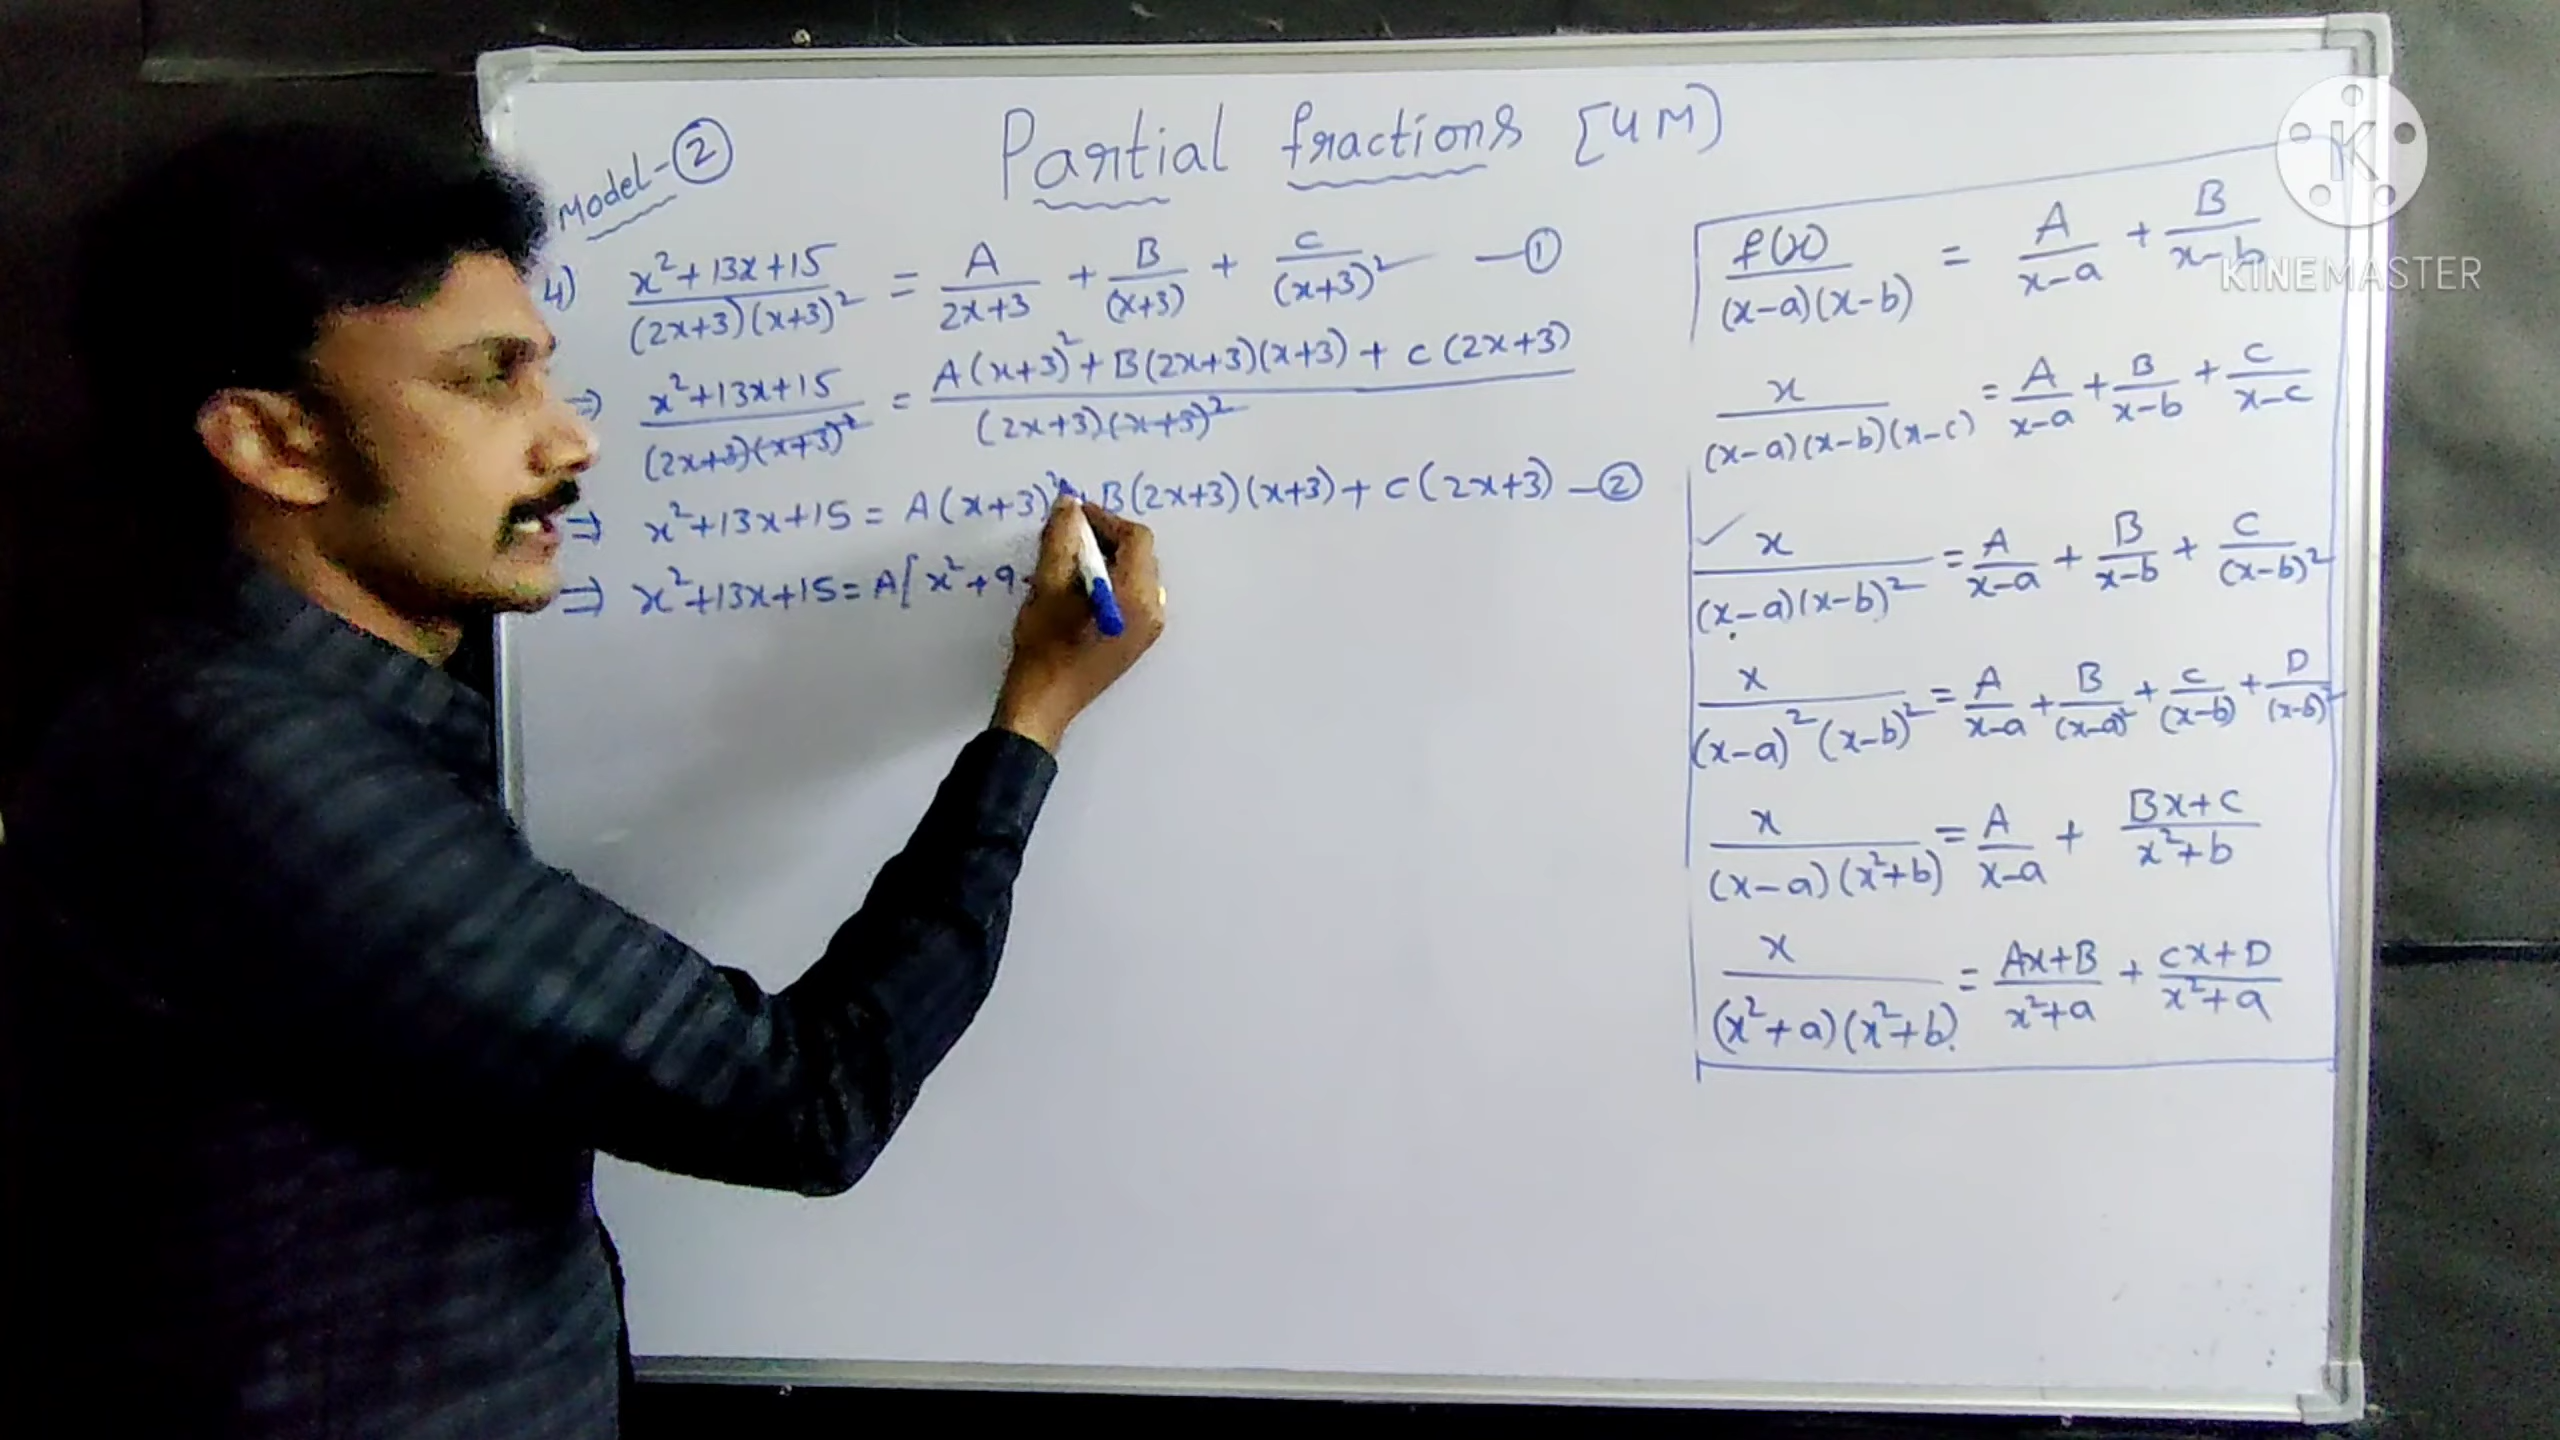 Model-②
Partial fractions [4M]
4) x²+13x+15 / (2x+3)(x+3)² = A / 2x+3 + B / (x+3) + C / (x+3)² —①
⇒ x²+13x+15 / (2x+3)(x+3)² = A(x+3)²+B(2x+3)(x+3)+C(2x+3) / (2x+3)(x+3)²
⇒ x²+13x+15 = A(x+3)²+B(2x+3)(x+3)+C(2x+3) —②
⇒ x²+13x+15 = A[x²+9
f(x) / (x-a)(x-b) = A / x-a + B / x-b
x / (x-a)(x-b)(x-c) = A / x-a + B / x-b + C / x-c
✓ x / (x-a)(x-b)² = A / x-a + B / x-b + C / (x-b)²
x / (x-a)²(x-b)² = A / x-a + B / (x-a)² + C / (x-b) + D / (x-b)²
x / (x-a)(x²+b) = A / x-a + Bx+C / x²+b
x / (x²+a)(x²+b) = Ax+B / x²+a + Cx+D / x²+a
K
KINEMASTER